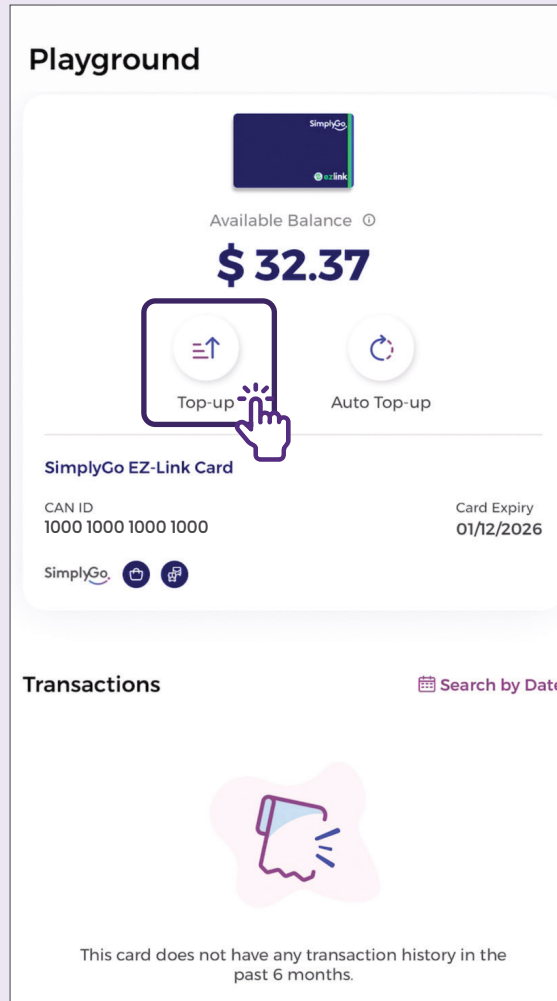 Playground
SimplyGo
ezlink
Available Balance
$ 32.37
Top-up
Auto Top-up
SimplyGo EZ-Link Card
CAN ID
Card Expiry
1000 1000 1000 1000
01/12/2026
SimplyGo.
Transactions
Search by Date
This card does not have any transaction history in the
past 6 months.